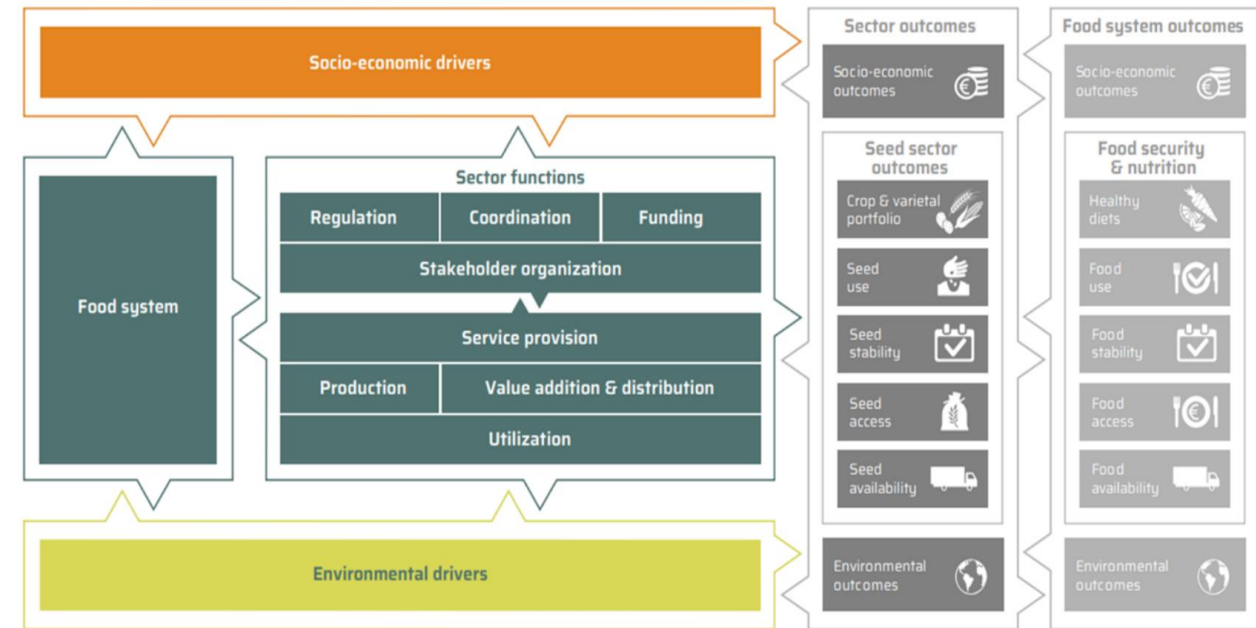 Socio-economic drivers
Food system
Sector functions
Regulation
Coordination
Funding
Stakeholder organization
Service provision
Production
Value addition & distribution
Utilization
Environmental drivers
Sector outcomes
Socio-economic
outcomes
Seed sector
outcomes
Crop & varietal
portfolio
Seed
use
Seed
stability
Seed
access
Seed
availability
Environmental
outcomes
Food system outcomes
Socio-economic
outcomes
Food security
& nutrition
Healthy
diets
Food
use
Food
stability
Food
access
Food
availability
Environmental
outcomes